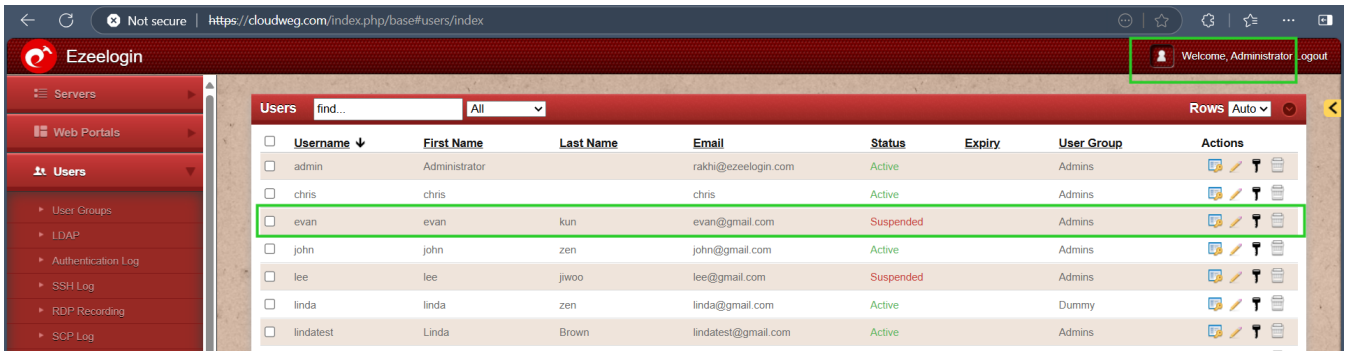 Not secure https://cloudweg.com/index.php/base#users/index
Ezeelogin
Welcome, Administrator Logout
Servers
Web Portals
Users
User Groups
LDAP
Authentication Log
SSH Log
RDP Recording
SCP Log
Users find... All Rows Auto
Username First Name Last Name Email Status Expiry User Group Actions
admin Administrator rakhi@ezeelogin.com Active Admins
chris chris chris Active Admins
evan evan kun evan@gmail.com Suspended Admins
john john zen john@gmail.com Active Admins
lee lee jiwoo lee@gmail.com Suspended Admins
linda linda zen linda@gmail.com Active Dummy
lindatest Linda Brown lindatest@gmail.com Active Admins